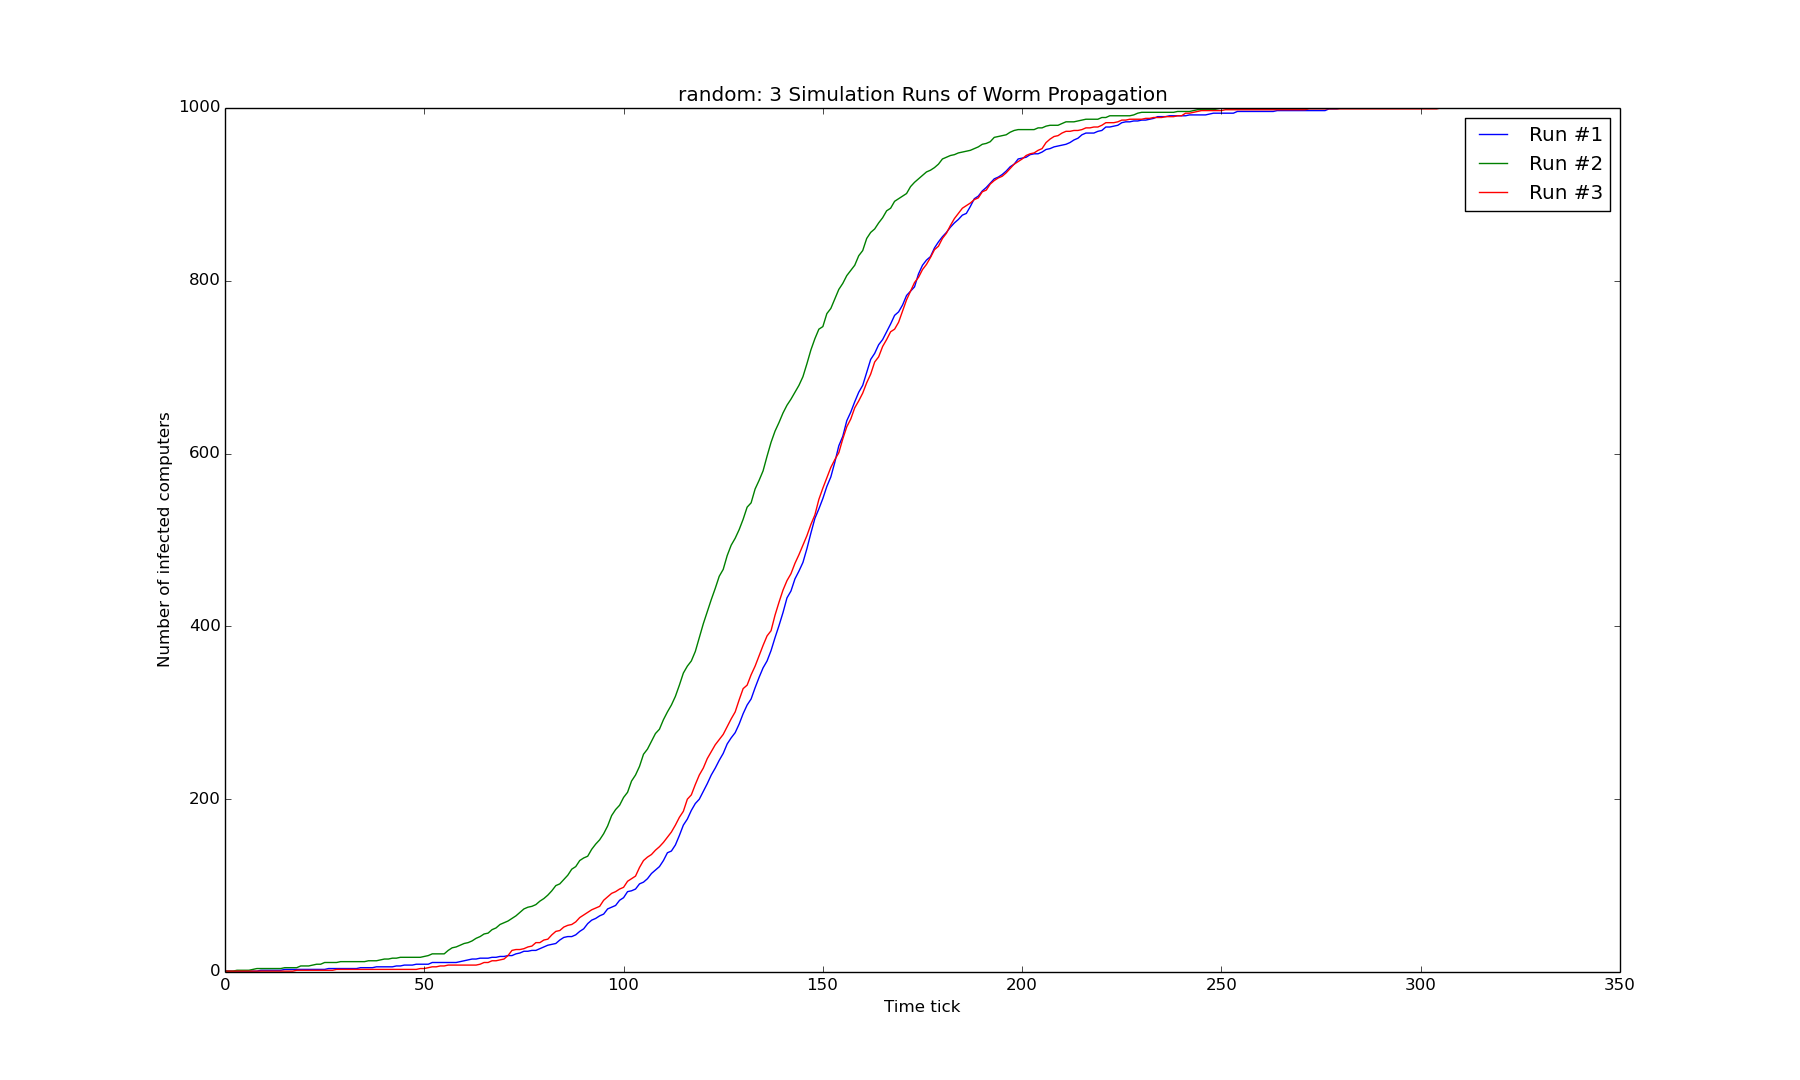 random: 3 Simulation Runs of Worm Propagation
1000
800
600
400
200
0
Number of infected computers
0 50 100 150 200 250 300 350
Time tick
Run #1
Run #2
Run #3